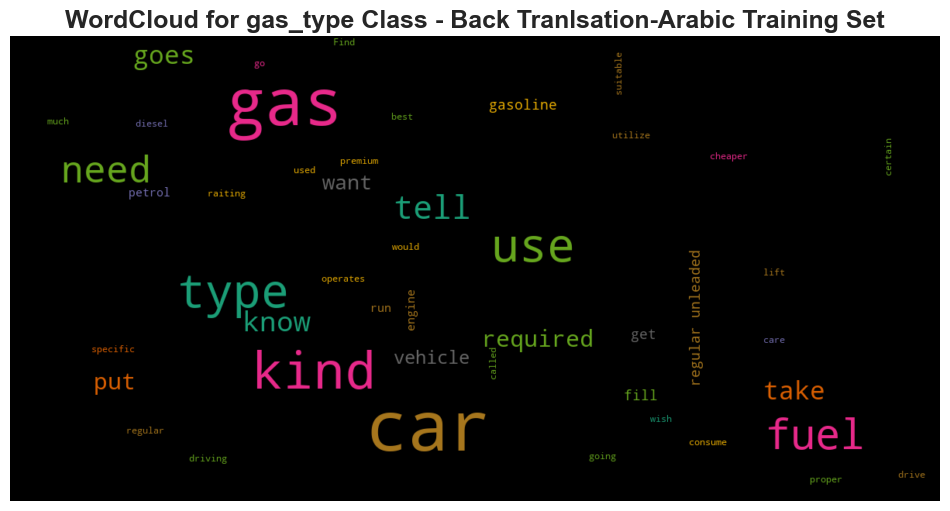 WordCloud for gas_type Class - Back Tranlsation-Arabic Training Set
Find
goes
go
suitable
gas
gasoline
much
diesel
best
utilize
certain
cheaper
premium
need
used
want
petrol
raiting
tell
use
would
lift
type
operates
regular unleaded
run
engine
know
get
required
care
specific
vehicle
called
kind
put
take
fill
wish
car
fuel
regular
consume
driving
going
proper
drive